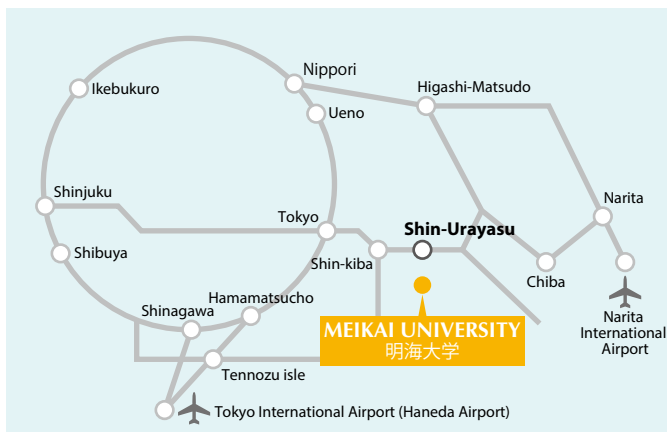 Nippori
Ikebukuro
Higashi-Matsudo
Ueno
Shinjuku
Tokyo
Narita
Shin-Urayasu
Shibuya
Shin-kiba
Chiba
Hamamatsucho
Shinagawa
MEIKAI UNIVERSITY
明海大学
Narita
International
Airport
Tennozu isle
Tokyo International Airport (Haneda Airport)